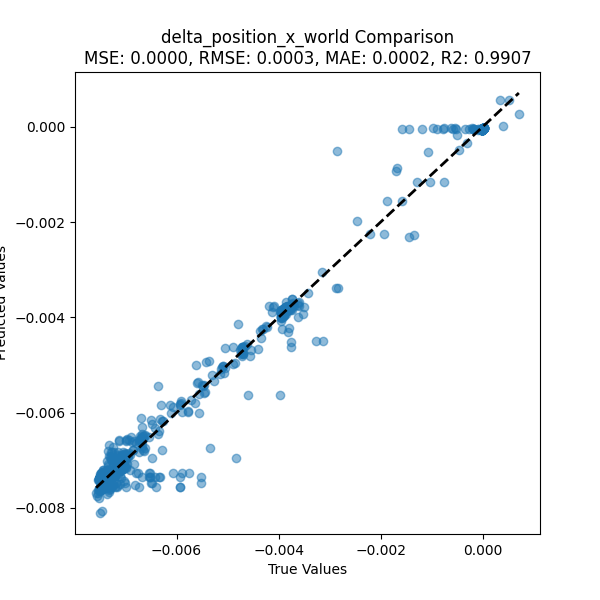 delta_position_x_world Comparison
MSE: 0.0000, RMSE: 0.0003, MAE: 0.0002, R2: 0.9907
0.000
−0.002
−0.004
−0.006
−0.008
Predicted Values
−0.006 −0.004 −0.002 0.000
True Values